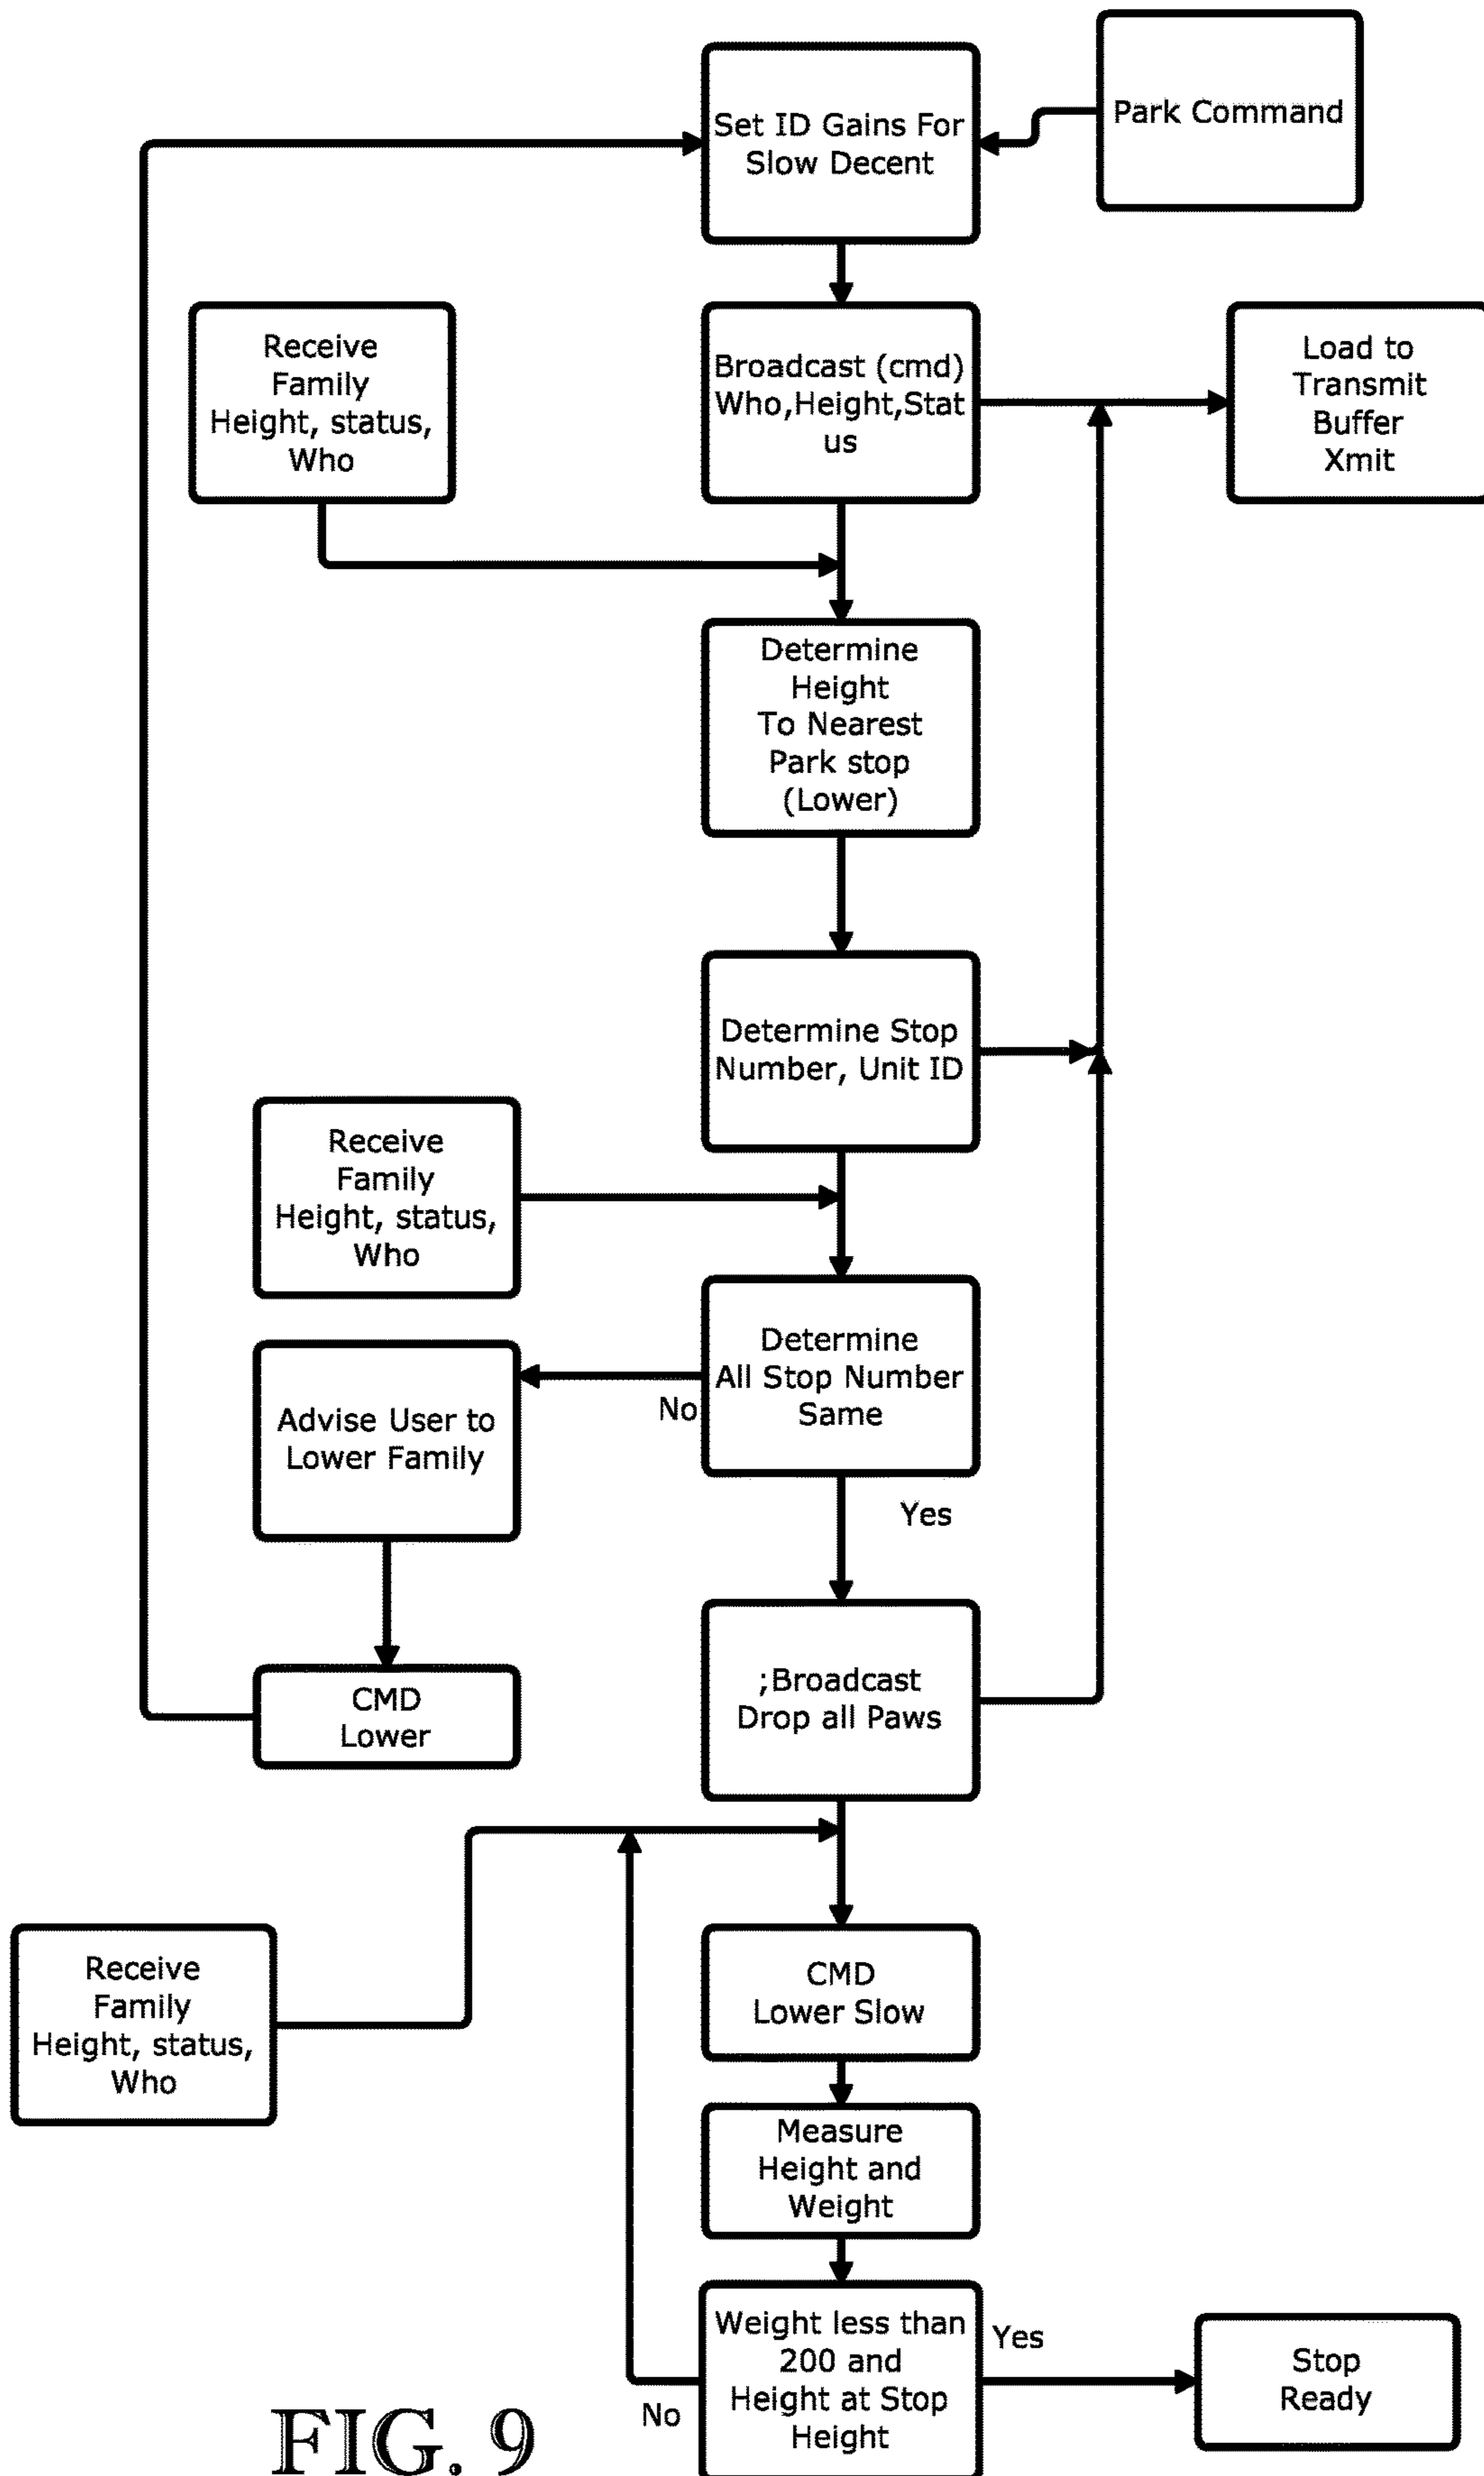 Park Command
Set ID Gains For
Slow Decent
Receive
Family
Height, status,
Who
Broadcast (cmd)
Who,Height,Stat
us
Load to
Transmit
Buffer
Xmit
Determine
Height
To Nearest
Park stop
(Lower)
Determine Stop
Number, Unit ID
Receive
Family
Height, status,
Who
Determine
All Stop Number
Same
No
Advise User to
Lower Family
Yes
CMD
Lower
;Broadcast
Drop all Paws
Receive
Family
Height, status,
Who
CMD
Lower Slow
Measure
Height and
Weight
Weight less than
200 and
Height at Stop
Height
Yes
No
Stop
Ready
FIG. 9